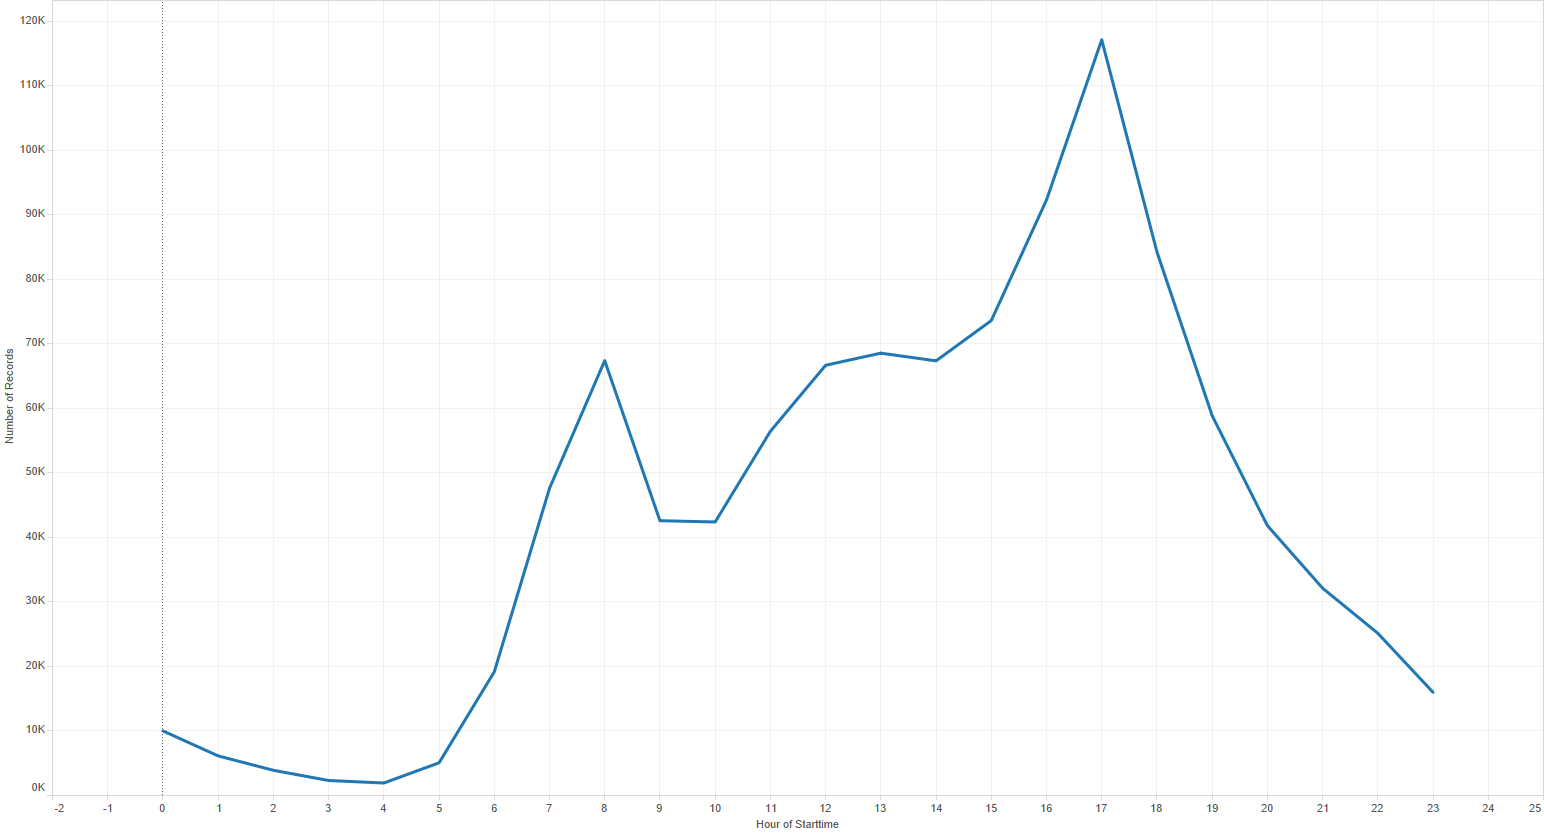 120K
110K
100K
90K
80K
70K
60K
50K
40K
30K
20K
10K
0K
Number of Records
-2 -1 0 1 2 3 4 5 6 7 8 9 10 11 12 13 14 15 16 17 18 19 20 21 22 23 24 25
Hour of Starttime